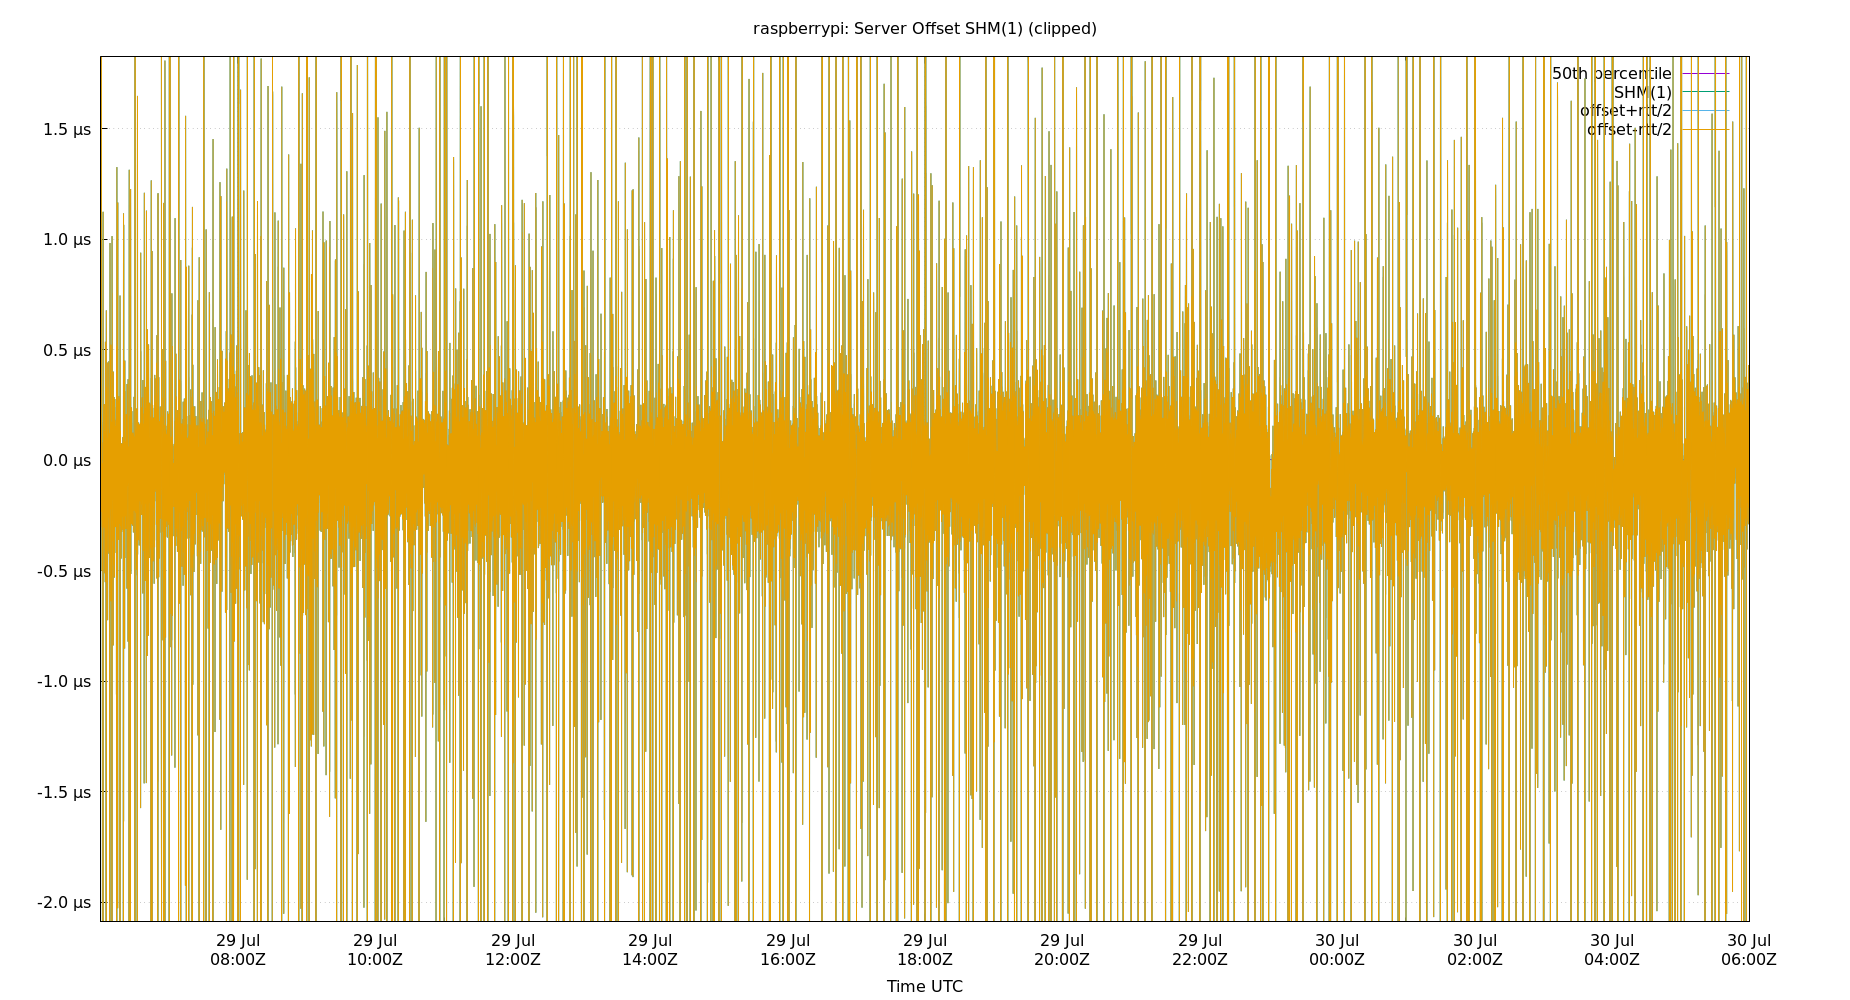 raspberrypi: Server Offset SHM(1) (clipped)
50th percentile
SHM(1)
offset+rtt/2
offset-rtt/2
1.5 µs
1.0 µs
0.5 µs
0.0 µs
-0.5 µs
-1.0 µs
-1.5 µs
-2.0 µs
29 Jul 29 Jul 29 Jul 29 Jul 29 Jul 29 Jul 29 Jul 29 Jul 30 Jul 30 Jul 30 Jul 30 Jul
08:00Z 10:00Z 12:00Z 14:00Z 16:00Z 18:00Z 20:00Z 22:00Z 00:00Z 02:00Z 04:00Z 06:00Z
Time UTC